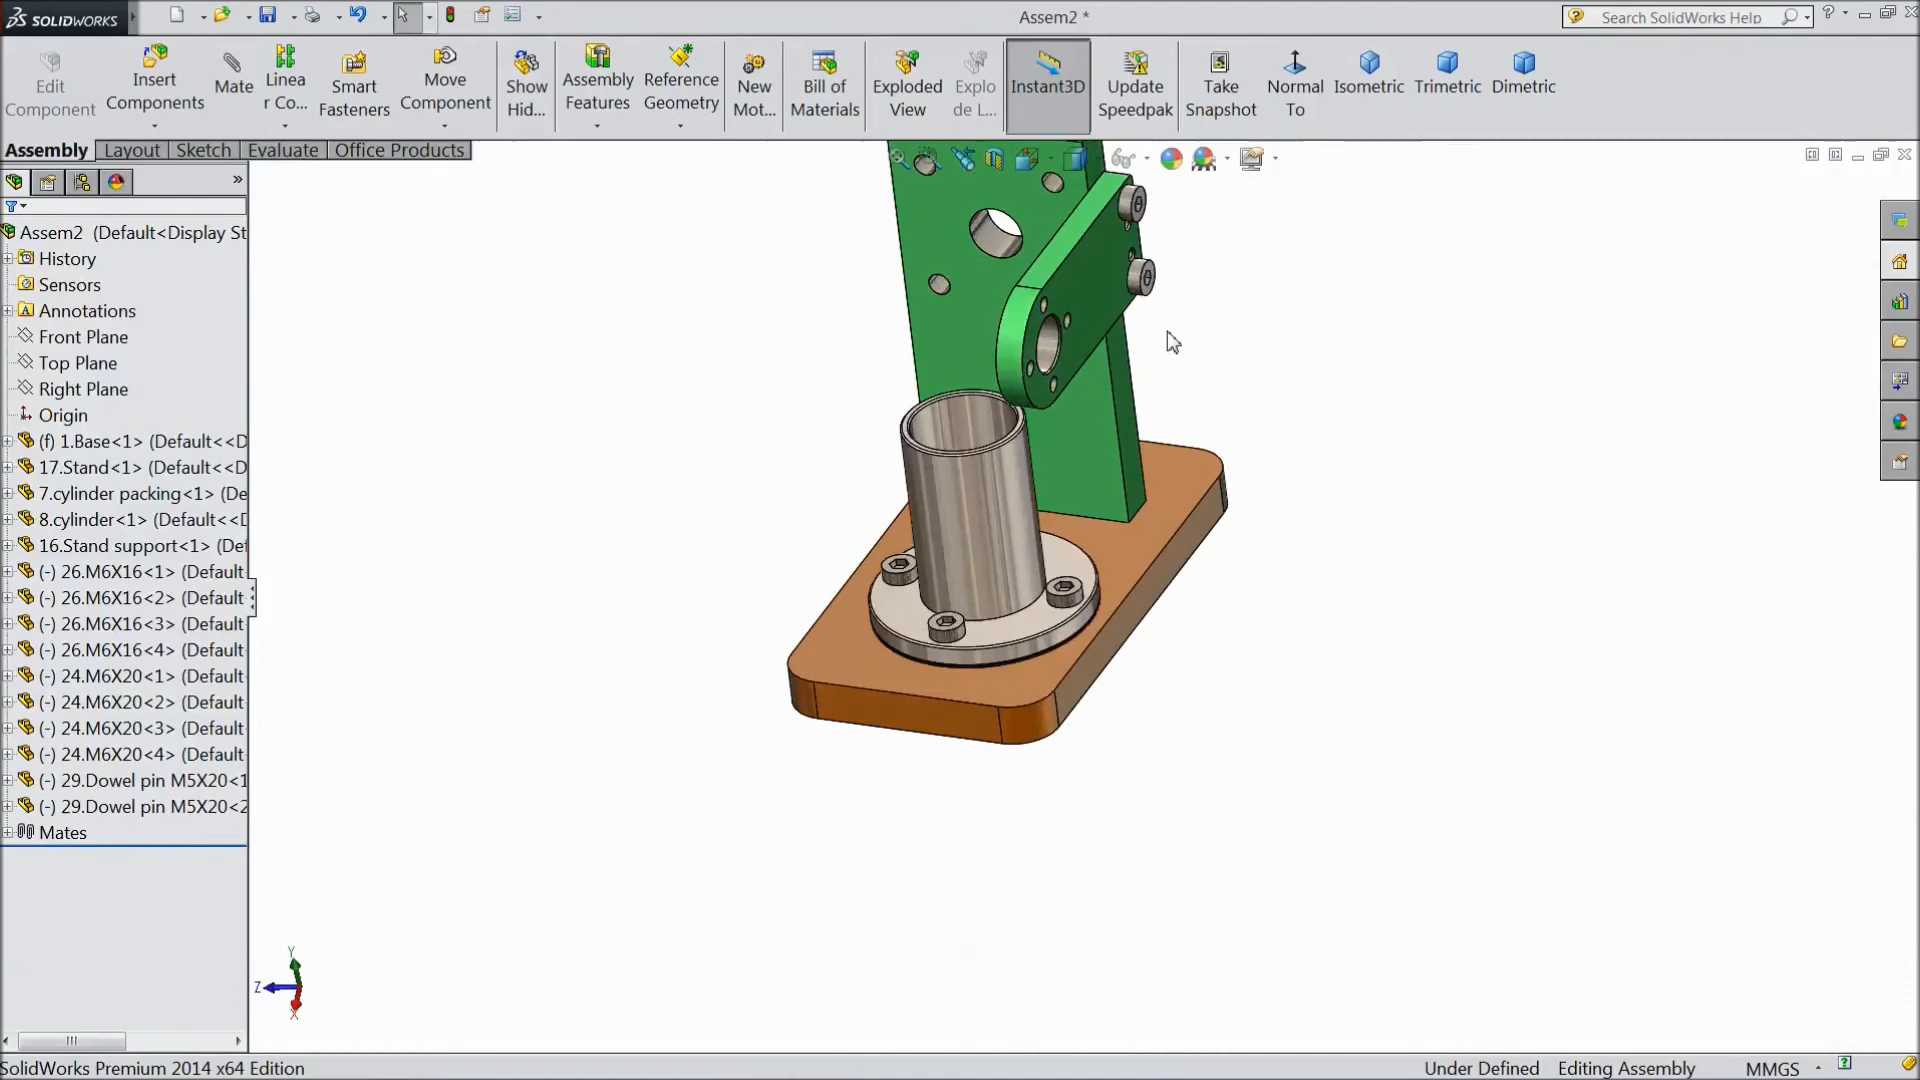 SOLIDWORKS
Assem2 *
Search SolidWorks Help
Edit Component
Insert Components
Mate
Linea r Co...
Smart Fasteners
Move Component
Show Hid...
Assembly Features
Reference Geometry
New Mot...
Bill of Materials
Exploded View
Explo de L...
Instant3D
Update Speedpak
Take Snapshot
Normal To
Isometric
Trimetric
Dimetric
Assembly
Layout
Sketch
Evaluate
Office Products
Assem2 (Default<Display St
History
Sensors
Annotations
Front Plane
Top Plane
Right Plane
Origin
(f) 1.Base<1> (Default<<D
17.Stand<1> (Default<<D
7.cylinder packing<1> (De
8.cylinder<1> (Default<<D
16.Stand support<1> (Def
(-) 26.M6X16<1> (Default
(-) 26.M6X16<2> (Default
(-) 26.M6X16<3> (Default
(-) 26.M6X16<4> (Default
(-) 24.M6X20<1> (Default
(-) 24.M6X20<2> (Default
(-) 24.M6X20<3> (Default
(-) 24.M6X20<4> (Default
(-) 29.Dowel pin M5X20<1
(-) 29.Dowel pin M5X20<2
Mates
Y
Z
X
SolidWorks Premium 2014 x64 Edition
Under Defined
Editing Assembly
MMGS